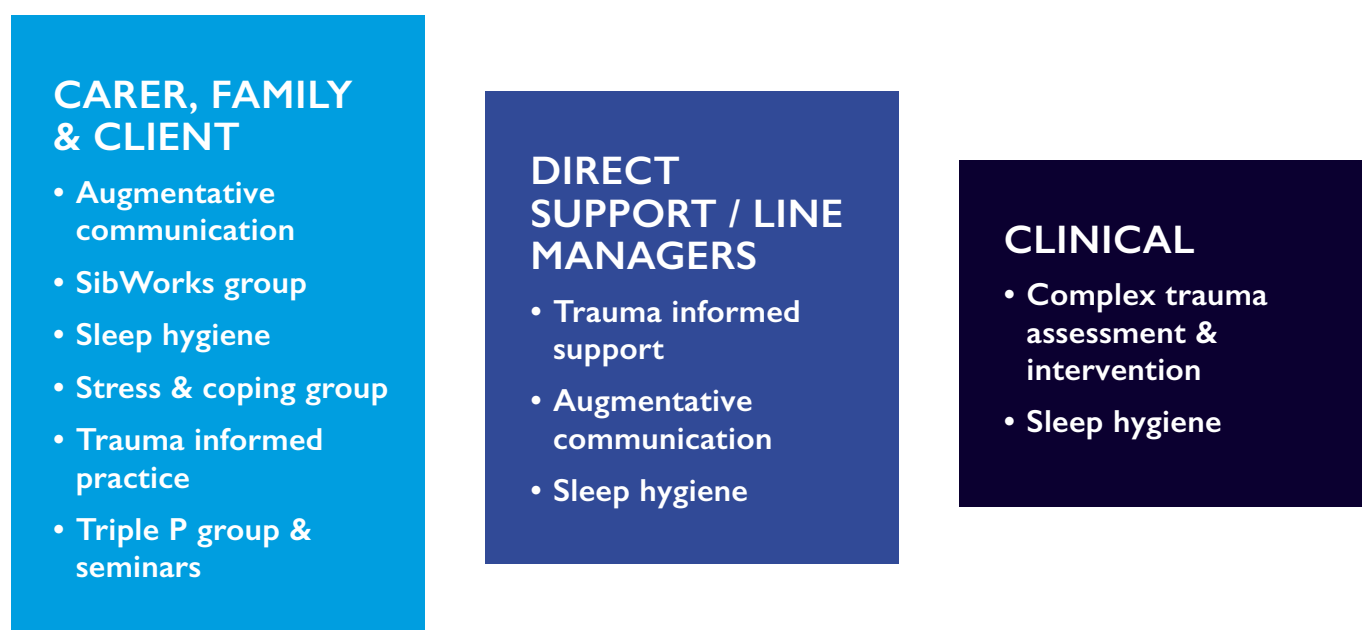 CARER, FAMILY
& CLIENT
• Augmentative
communication
• SibWorks group
• Sleep hygiene
• Stress & coping group
• Trauma informed
practice
• Triple P group &
seminars
DIRECT
SUPPORT / LINE
MANAGERS
• Trauma informed
support
• Augmentative
communication
• Sleep hygiene
CLINICAL
• Complex trauma
assessment &
intervention
• Sleep hygiene